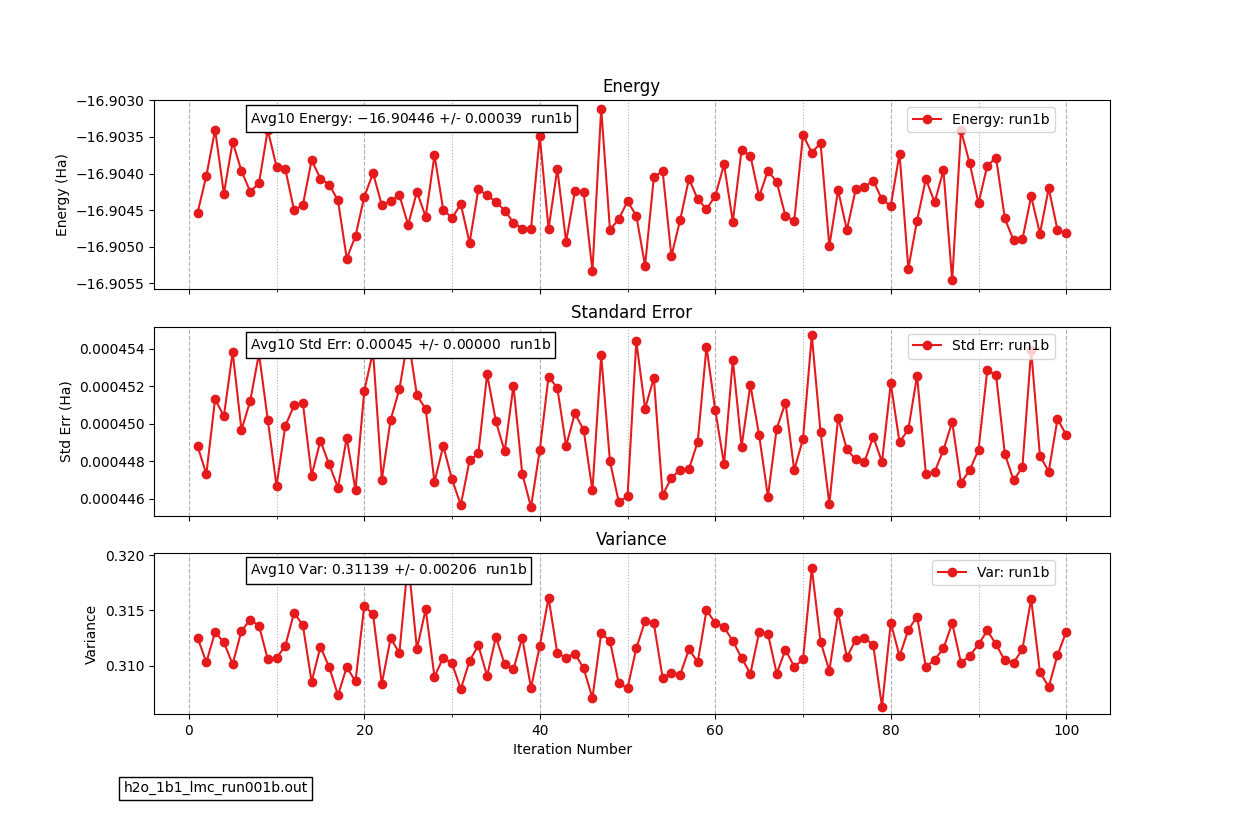 Energy
−16.9030
Avg10 Energy: −16.90446 +/- 0.00039  run1b
Energy: run1b
−16.9035
−16.9040
−16.9045
−16.9050
−16.9055
Energy (Ha)
Standard Error
Avg10 Std Err: 0.00045 +/- 0.00000  run1b
Std Err: run1b
0.000454
0.000452
0.000450
0.000448
0.000446
Std Err (Ha)
Variance
0.320
Avg10 Var: 0.31139 +/- 0.00206  run1b
Var: run1b
0.315
0.310
Variance
0 20 40 60 80 100
Iteration Number
h2o_1b1_lmc_run001b.out